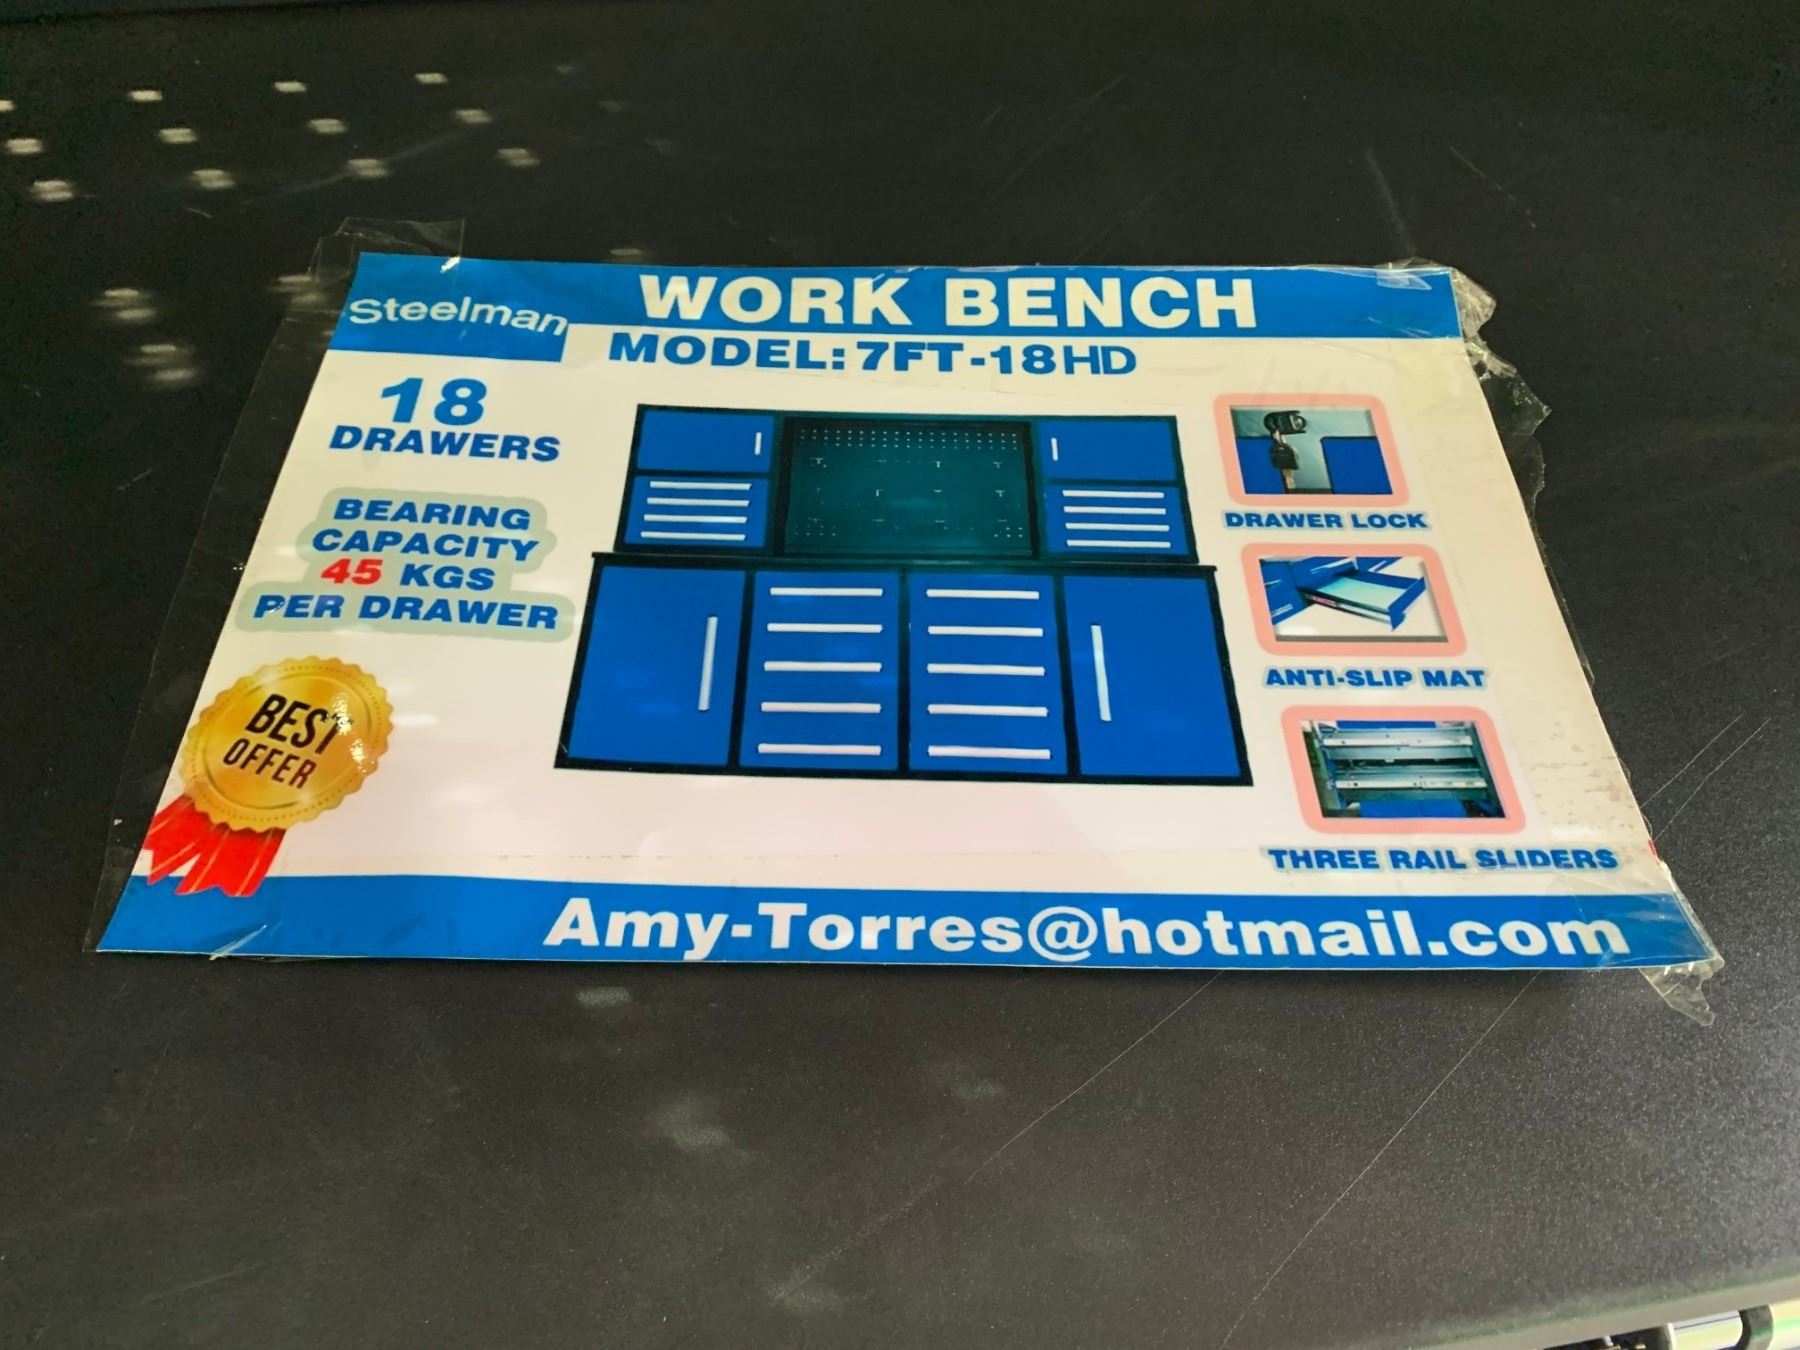 Steelman
WORK BENCH
MODEL: 7FT-18HD
18
DRAWERS
BEARING
CAPACITY
45 KGS
PER DRAWER
BEST
OFFER
DRAWER LOCK
ANTI-SLIP MAT
THREE RAIL SLIDERS
Amy-Torres@hotmail.com